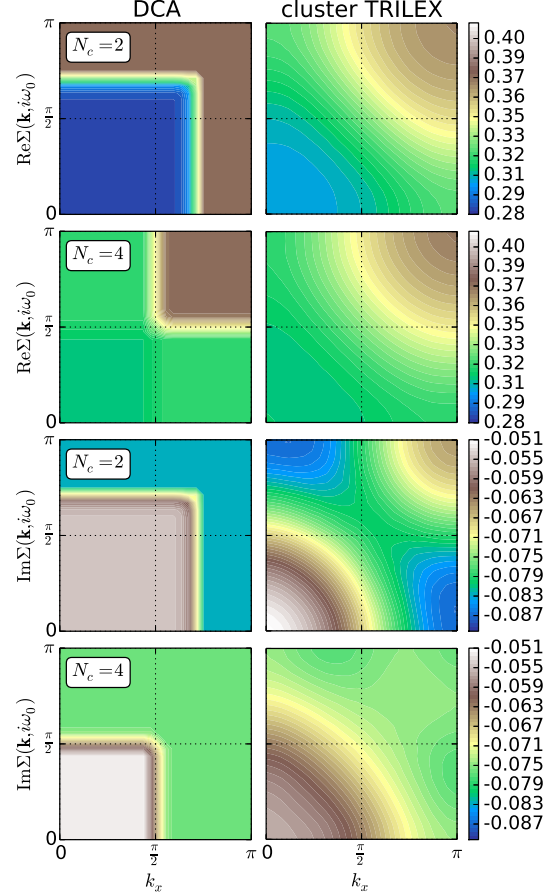 DCA cluster TRILEX
N_c = 2
ReΣ(k, iω_0)
π
π/2
0
0.40
0.38
0.37
0.35
0.34
0.33
0.32
0.31
0.29
0.28
N_c = 4
ReΣ(k, iω_0)
π
π/2
0
0.40
0.38
0.37
0.35
0.34
0.33
0.32
0.31
0.29
0.28
N_c = 2
ImΣ(k, iω_0)
π
π/2
0
-0.051
-0.055
-0.059
-0.063
-0.067
-0.071
-0.075
-0.079
-0.083
-0.087
N_c = 4
ImΣ(k, iω_0)
π
π/2
0
-0.051
-0.055
-0.059
-0.063
-0.067
-0.071
-0.075
-0.079
-0.083
-0.087
0 π/2 π 0 π/2 π
k_x k_x